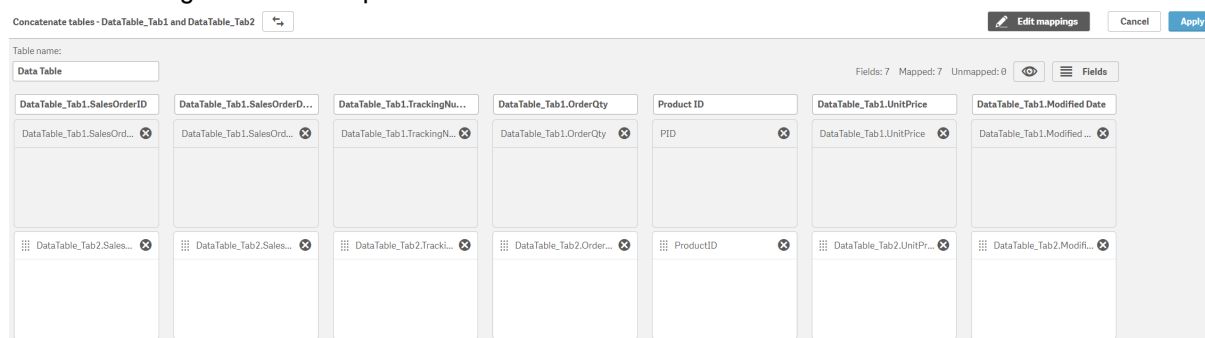 Concatenate tables - DataTable_Tab1 and DataTable_Tab2 Edit mappings Cancel Apply
Table name:
Data Table Fields: 7 Mapped: 7 Unmapped: 0 Fields
DataTable_Tab1.SalesOrderID DataTable_Tab1.SalesOrderD... DataTable_Tab1.TrackingNu... DataTable_Tab1.OrderQty Product ID DataTable_Tab1.UnitPrice DataTable_Tab1.Modified Date
DataTable_Tab1.SalesOrd... DataTable_Tab1.SalesOrd... DataTable_Tab1.TrackingN... DataTable_Tab1.OrderQty PID DataTable_Tab1.UnitPrice DataTable_Tab1.Modified ...
DataTable_Tab2.Sales... DataTable_Tab2.Sales... DataTable_Tab2.Tracki... DataTable_Tab2.Order... ProductID DataTable_Tab2.UnitPr... DataTable_Tab2.Modifi...